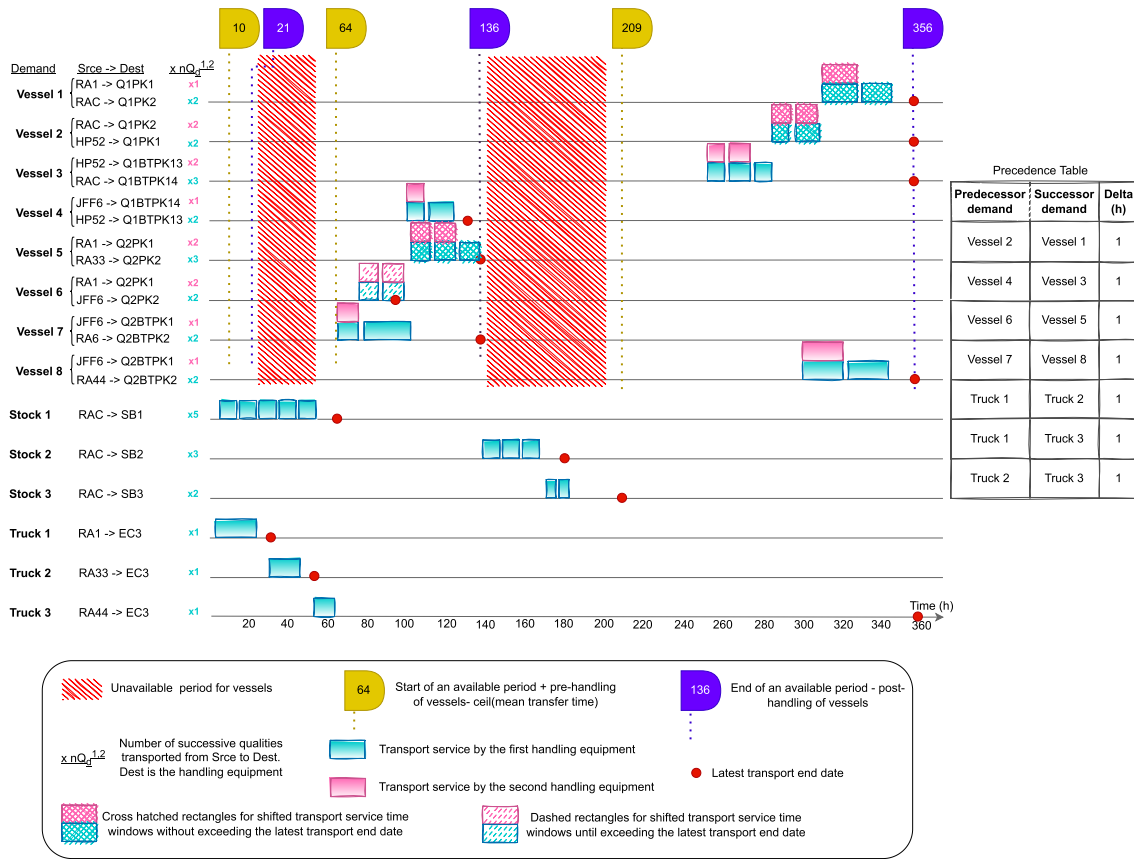 10 21 64 136 209 356
Demand Srce -> Dest x nQd1,2
Vessel 1 RA1 -> Q1PK1 x1
RAC -> Q1PK2 x2
Vessel 2 RAC -> Q1PK2 x2
HP52 -> Q1PK1 x2
Vessel 3 HP52 -> Q1BTPK13 x2
RAC -> Q1BTPK14 x3
Vessel 4 JFF6 -> Q1BTPK14 x1
HP52 -> Q1BTPK13 x2
Vessel 5 RA1 -> Q2PK1 x2
RA33 -> Q2PK2 x3
Vessel 6 RA1 -> Q2PK1 x2
JFF6 -> Q2PK2 x2
Vessel 7 JFF6 -> Q2BTPK1 x1
RA6 -> Q2BTPK2 x2
Vessel 8 JFF6 -> Q2BTPK1 x1
RA44 -> Q2BTPK2 x2
Stock 1 RAC -> SB1 x5
Stock 2 RAC -> SB2 x3
Stock 3 RAC -> SB3 x2
Truck 1 RA1 -> EC3 x1
Truck 2 RA33 -> EC3 x1
Truck 3 RA44 -> EC3 x1
Time (h)
20 40 60 80 100 120 140 160 180 200 220 240 260 280 300 320 340 360
Precedence Table
Predecessor demand Successor demand Delta (h)
Vessel 2 Vessel 1 1
Vessel 4 Vessel 3 1
Vessel 6 Vessel 5 1
Vessel 7 Vessel 8 1
Truck 1 Truck 2 1
Truck 1 Truck 3 1
Truck 2 Truck 3 1
Unavailable period for vessels
64
Start of an available period + pre-handling
of vessels- ceil(mean transfer time)
136
End of an available period - post-
handling of vessels
x nQd1,2
Number of successive qualities
transported from Srce to Dest.
Dest is the handling equipment
Transport service by the first handling equipment
Transport service by the second handling equipment
Latest transport end date
Cross hatched rectangles for shifted transport service time
windows without exceeding the latest transport end date
Dashed rectangles for shifted transport service time
windows until exceeding the latest transport end date